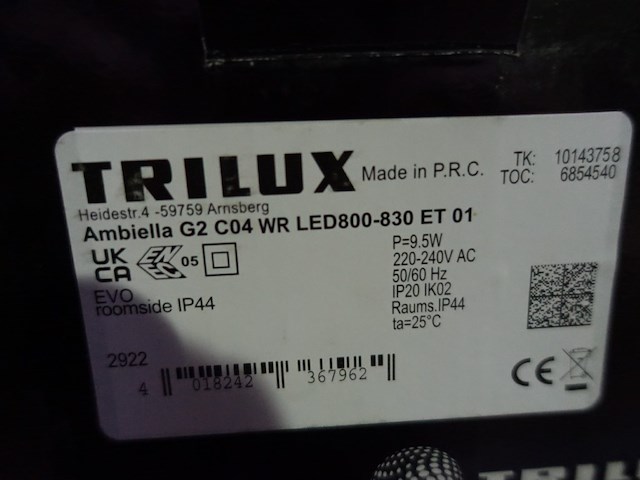 TRILUX Made in P.R.C. TK: 10143758
TOC: 6854540
Heidestr.4 -59759 Arnsberg
Ambiella G2 C04 WR LED800-830 ET 01
UK
CA
ENEC 05
P=9.5W
220-240V AC
50/60 Hz
IP20 IK02
Raums.IP44
ta=25°C
EVO
roomside IP44
2922
4 018242 367962
CE
TRILUX